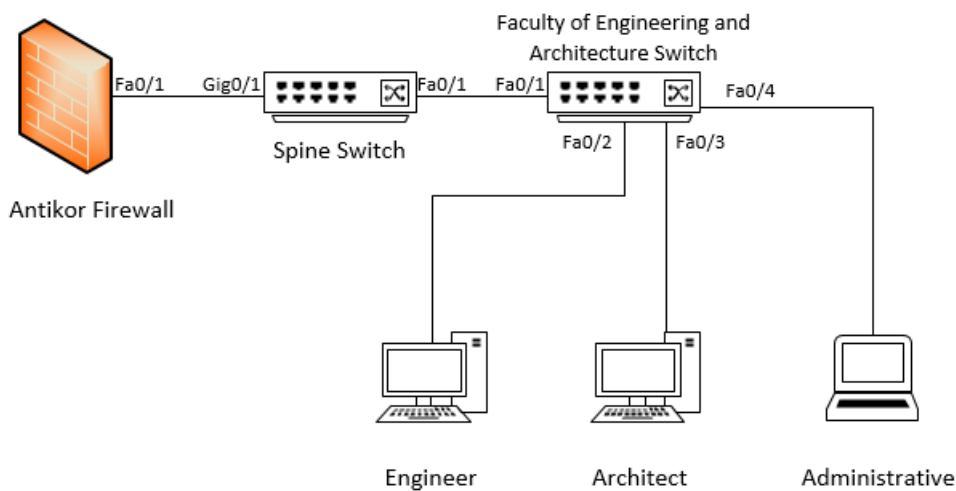 Faculty of Engineering and
Architecture Switch
Fa0/1
Gig0/1
Fa0/1
Fa0/1
Fa0/4
Fa0/2
Fa0/3
Spine Switch
Antikor Firewall
Engineer
Architect
Administrative